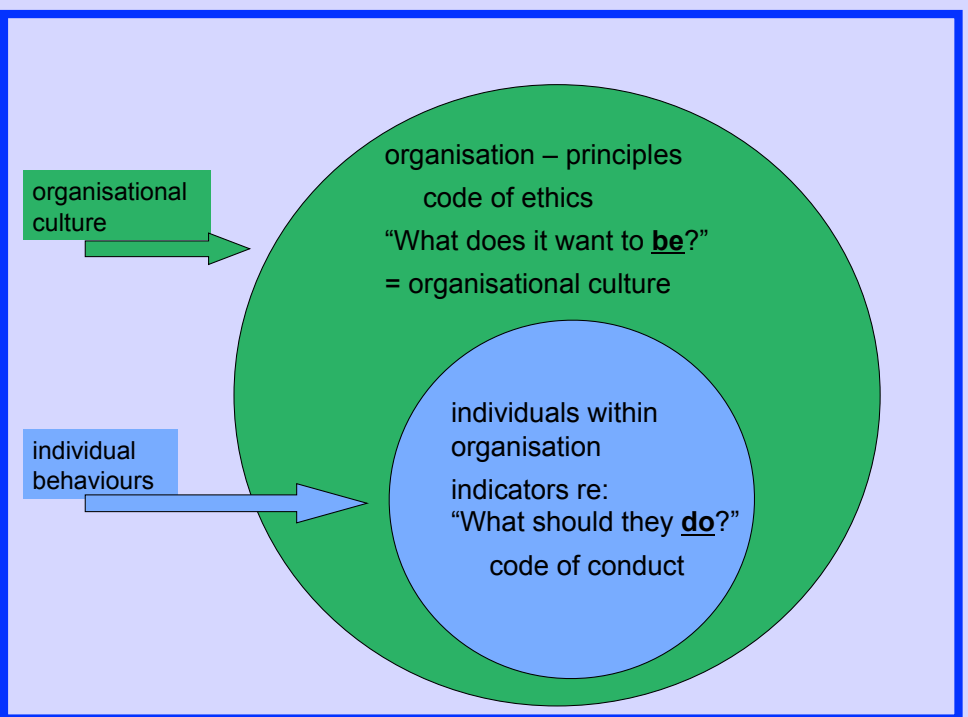 organisation – principles
code of ethics
“What does it want to be?”
= organisational culture
organisational
culture
individuals within
organisation
indicators re:
“What should they do?”
code of conduct
individual
behaviours